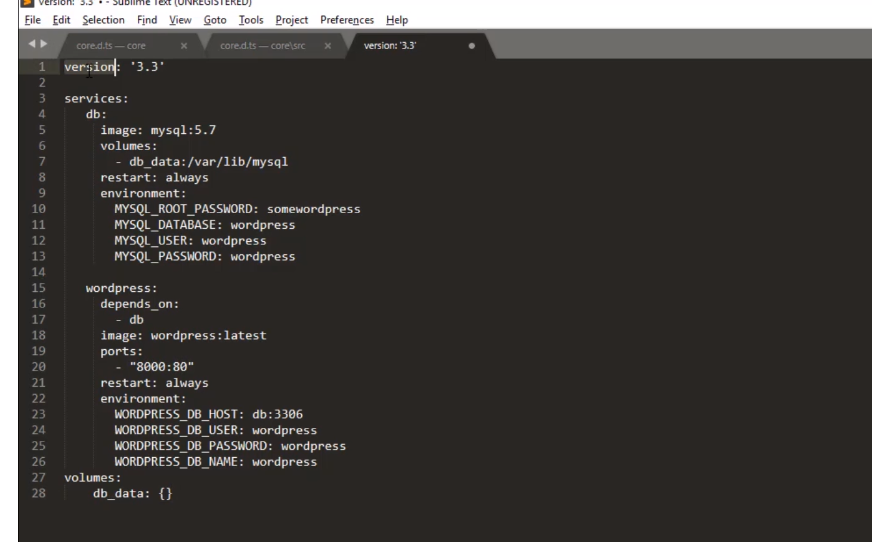 version: '3.3' • - Sublime Text (UNREGISTERED)
File Edit Selection Find View Goto Tools Project Preferences Help
core.d.ts — core × core.d.ts — core\src × version: '3.3'
1 version: '3.3'
2
3 services:
4 db:
5 image: mysql:5.7
6 volumes:
7 - db_data:/var/lib/mysql
8 restart: always
9 environment:
10 MYSQL_ROOT_PASSWORD: somewordpress
11 MYSQL_DATABASE: wordpress
12 MYSQL_USER: wordpress
13 MYSQL_PASSWORD: wordpress
14
15 wordpress:
16 depends_on:
17 - db
18 image: wordpress:latest
19 ports:
20 - "8000:80"
21 restart: always
22 environment:
23 WORDPRESS_DB_HOST: db:3306
24 WORDPRESS_DB_USER: wordpress
25 WORDPRESS_DB_PASSWORD: wordpress
26 WORDPRESS_DB_NAME: wordpress
27 volumes:
28 db_data: {}